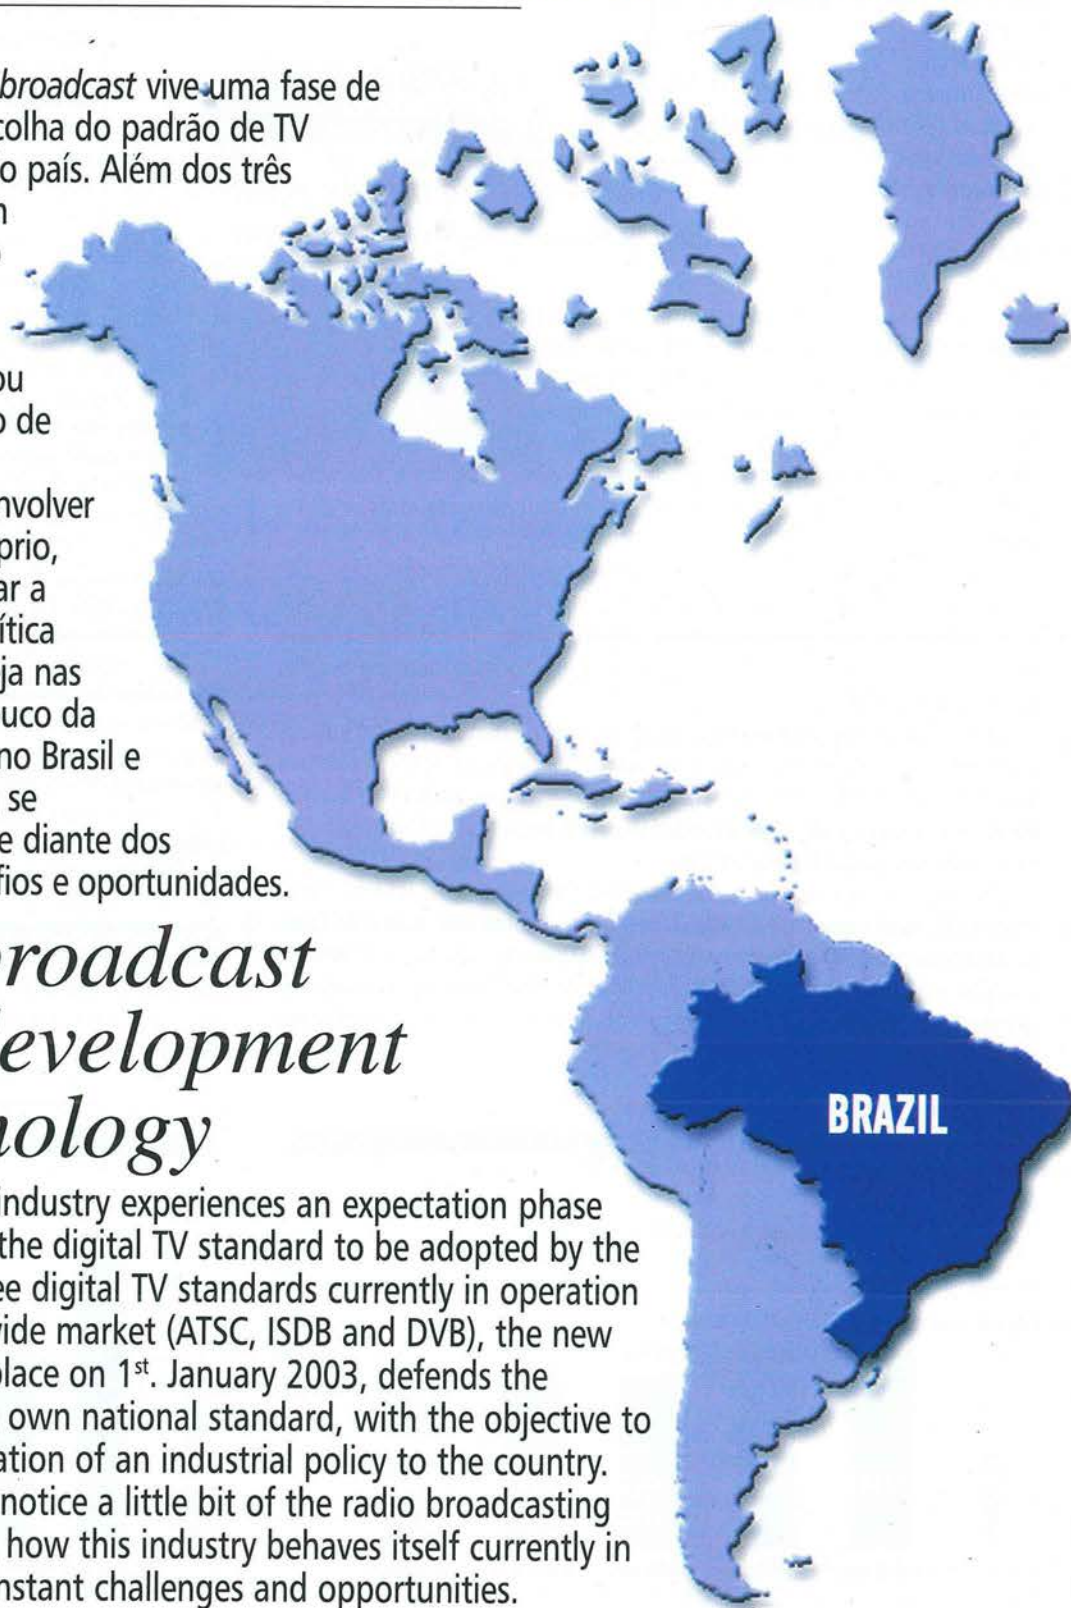 broadcast vive uma fase de
colha do padrão de TV
o país. Além dos três
ou
o de
nvolver
prio,
ar a
ítica
ja nas
uco da
no Brasil e
se
e diante dos
fios e oportunidades.
roadcast
evelopment
nology
industry experiences an expectation phase
the digital TV standard to be adopted by the
ee digital TV standards currently in operation
vide market (ATSC, ISDB and DVB), the new
place on 1st. January 2003, defends the
own national standard, with the objective to
ation of an industrial policy to the country.
notice a little bit of the radio broadcasting
how this industry behaves itself currently in
nstant challenges and opportunities.
BRAZIL